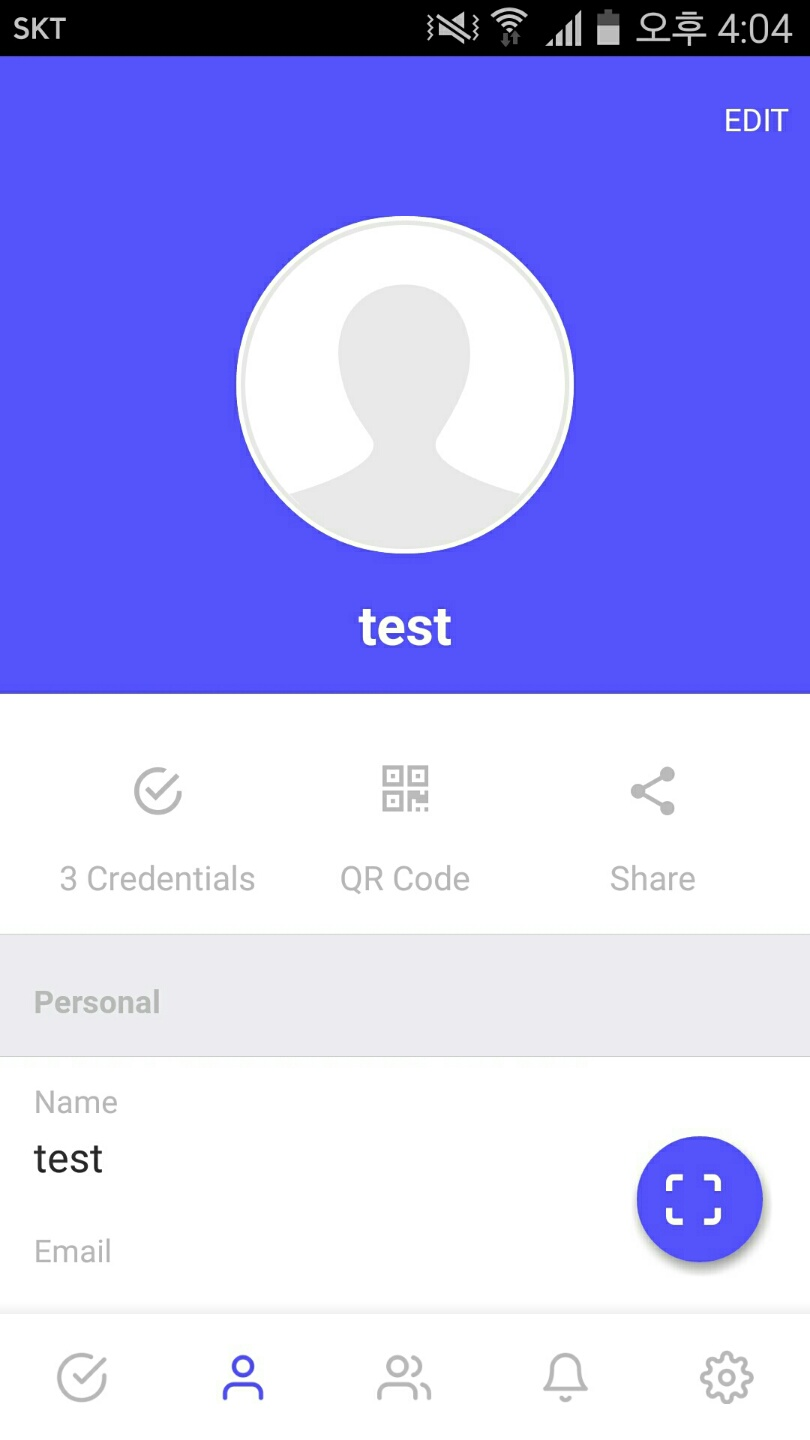 SKT 오후 4:04
EDIT
test
3 Credentials QR Code Share
Personal
Name
test
Email